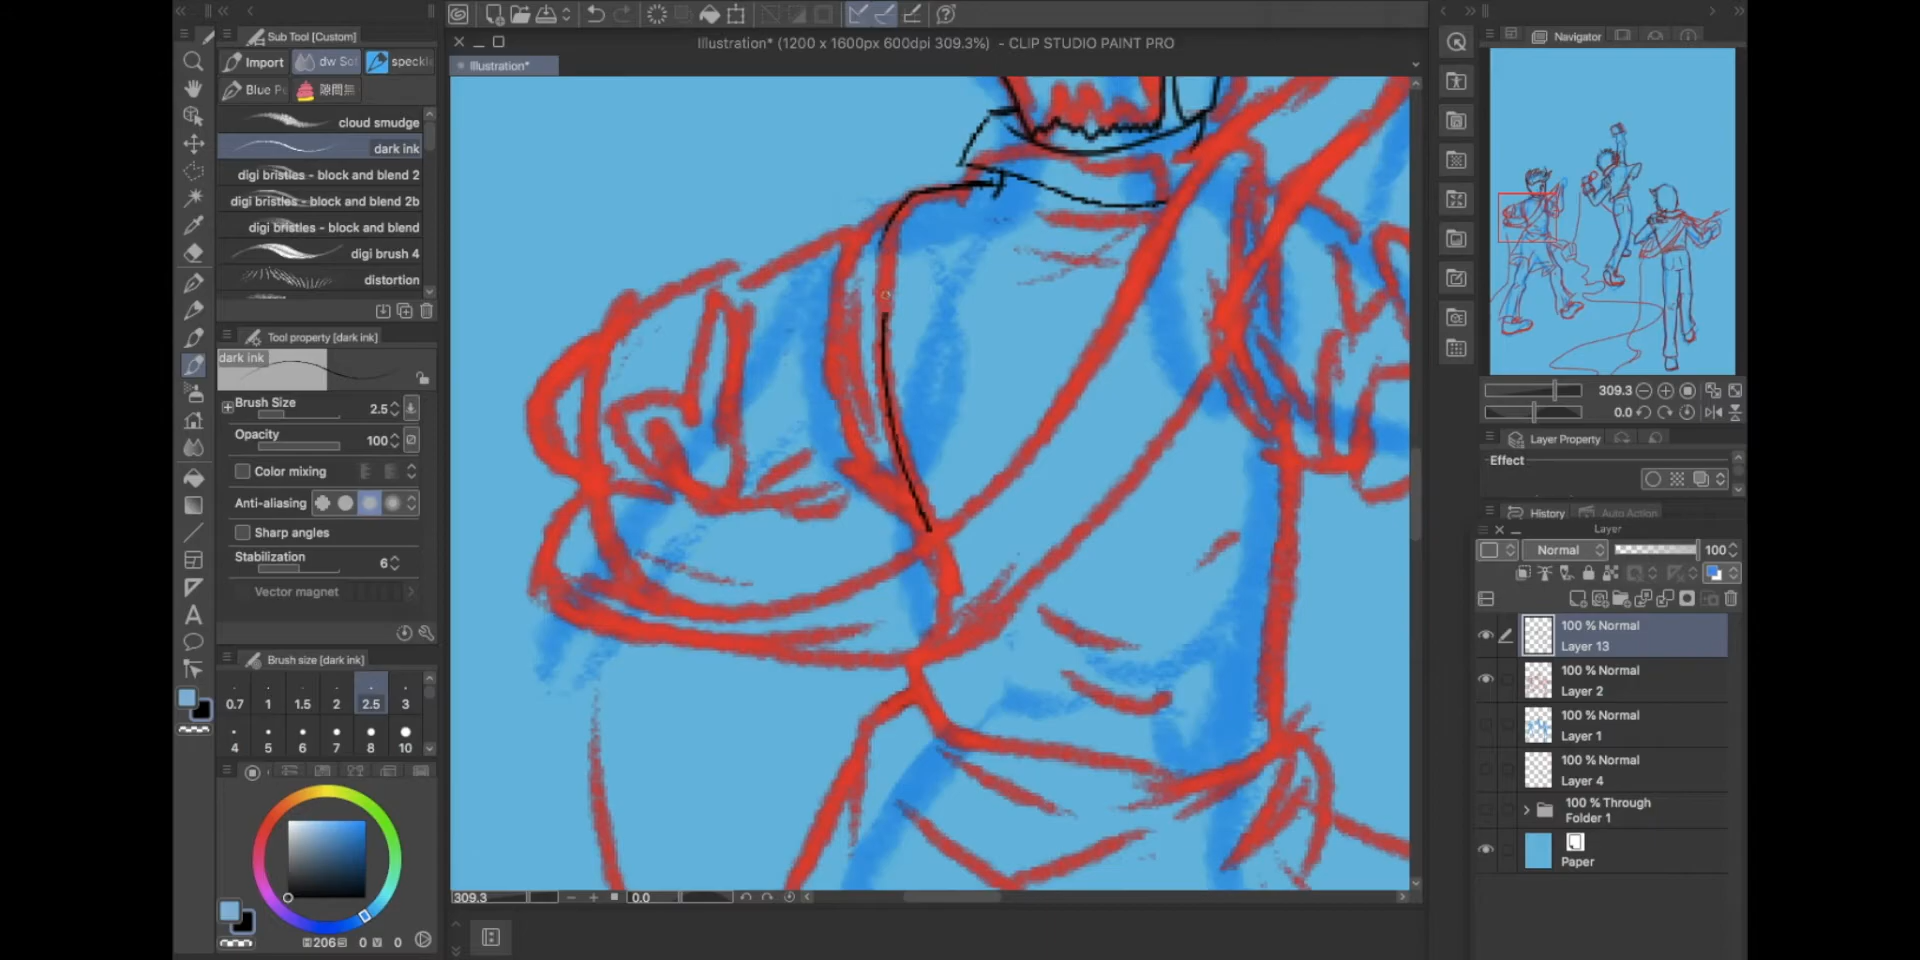 Sub Tool [Custom]
Import
dw Sof
speckle
Blue Pe
隙間無
cloud smudge
dark ink
digi bristles - block and blend 2
digi bristles - block and blend 2b
digi bristles - block and blend
digi brush 4
distortion
Tool property [dark ink]
dark ink
Brush Size 2.5
Opacity 100
Color mixing
Anti-aliasing
Sharp angles
Stabilization 6
Vector magnet
Brush size [dark ink]
0.7 1 1.5 2 2.5 3
4 5 6 7 8 10
206 0 V 0
Illustration* (1200 x 1600px 600dpi 309.3%) - CLIP STUDIO PAINT PRO
Illustration*
309.3 0.0
Navigator
309.3
0.0
Layer Property
Effect
History Auto Action
Layer
Normal 100
100 % Normal
Layer 13
100 % Normal
Layer 2
100 % Normal
Layer 1
100 % Normal
Layer 4
100 % Through
Folder 1
Paper